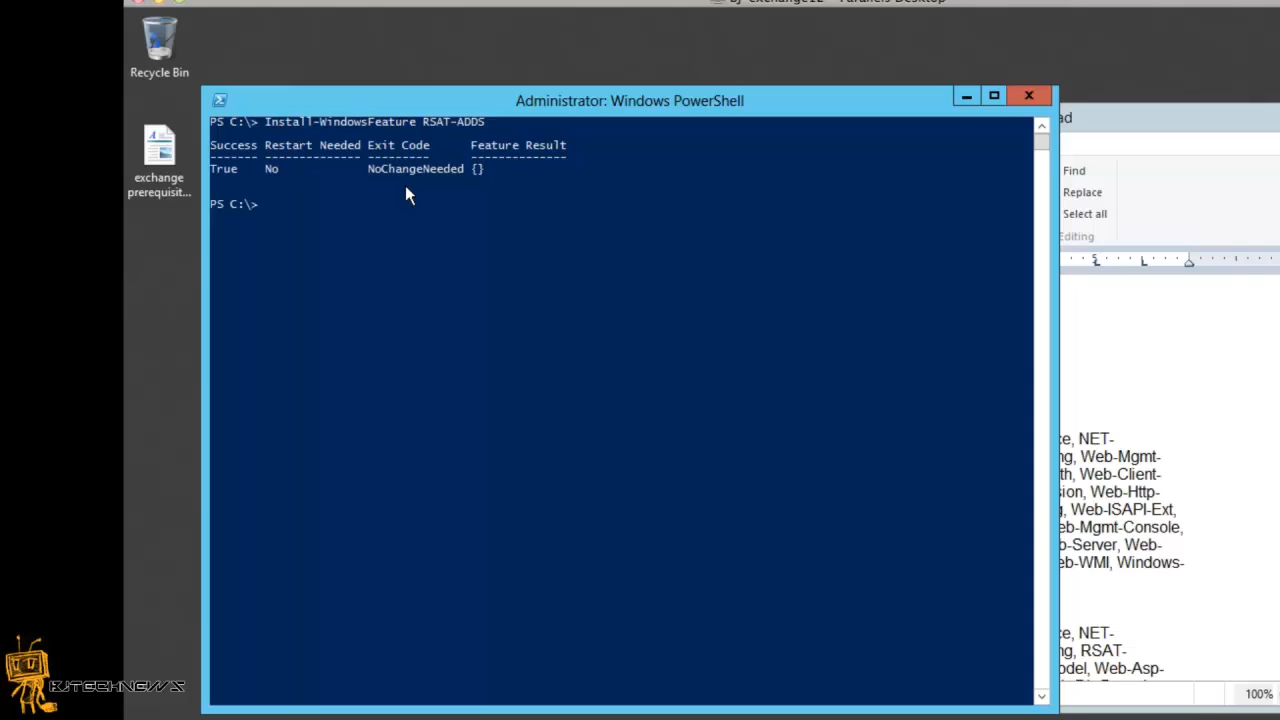 Recycle Bin
exchange
prerequisit...
Administrator: Windows PowerShell
PS C:\> Install-WindowsFeature RSAT-ADDS
Success Restart Needed Exit Code Feature Result
------- -------------- --------- --------------
True No NoChangeNeeded {}
PS C:\>
ad
Find
Replace
Select all
Editing
5
ce, NET-
ng, Web-Mgmt-
th, Web-Client-
sion, Web-Http-
g, Web-ISAPI-Ext,
eb-Mgmt-Console,
b-Server, Web-
eb-WMI, Windows-
ce, NET-
ng, RSAT-
odel, Web-Asp-
100%
BJTECHNEWS